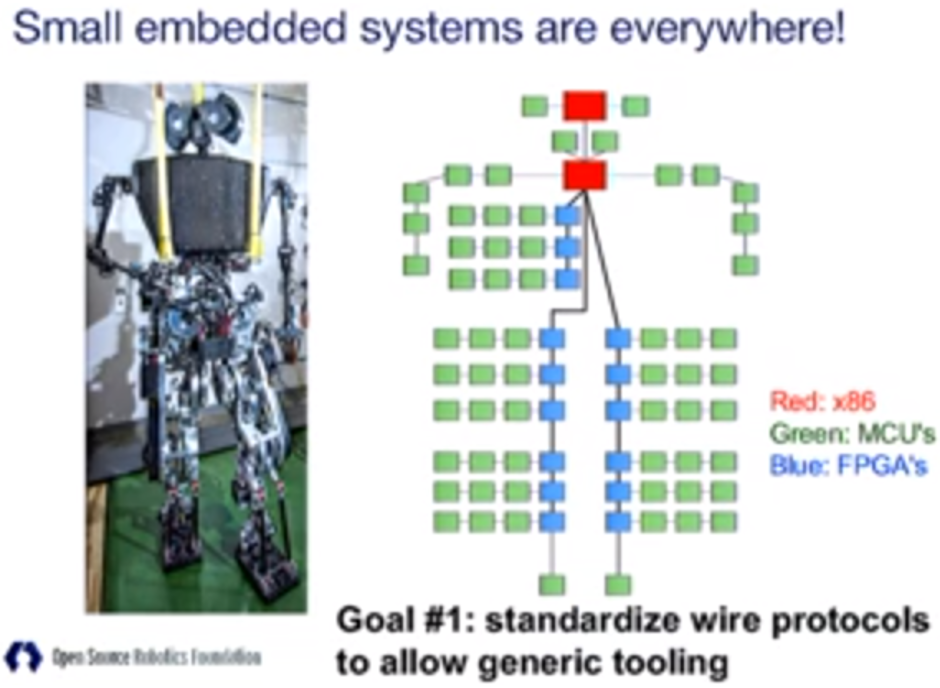 Small embedded systems are everywhere!
Red: x86
Green: MCU's
Blue: FPGA's
Goal #1: standardize wire protocols
to allow generic tooling
Open Source Robotics Foundation